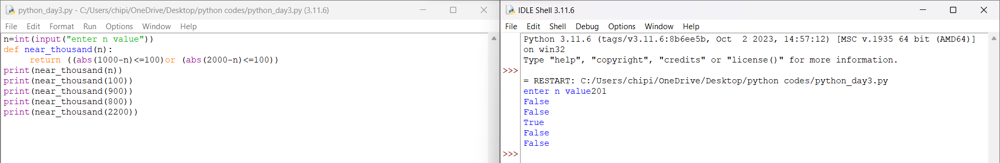 python_day3.py - C:/Users/chipi/OneDrive/Desktop/python codes/python_day3.py (3.11.6)
File Edit Format Run Options Window Help
n=int(input("enter n value"))
def near_thousand(n):
     return ((abs(1000-n)<=100)or (abs(2000-n)<=100))
print(near_thousand(n))
print(near_thousand(100))
print(near_thousand(900))
print(near_thousand(800))
print(near_thousand(2200))
IDLE Shell 3.11.6
File Edit Shell Debug Options Window Help
Python 3.11.6 (tags/v3.11.6:8b6ee5b, Oct  2 2023, 14:57:12) [MSC v.1935 64 bit (AMD64)]
on win32
Type "help", "copyright", "credits" or "license()" for more information.
>>>
= RESTART: C:/Users/chipi/OneDrive/Desktop/python codes/python_day3.py
enter n value201
False
False
True
False
False
>>>